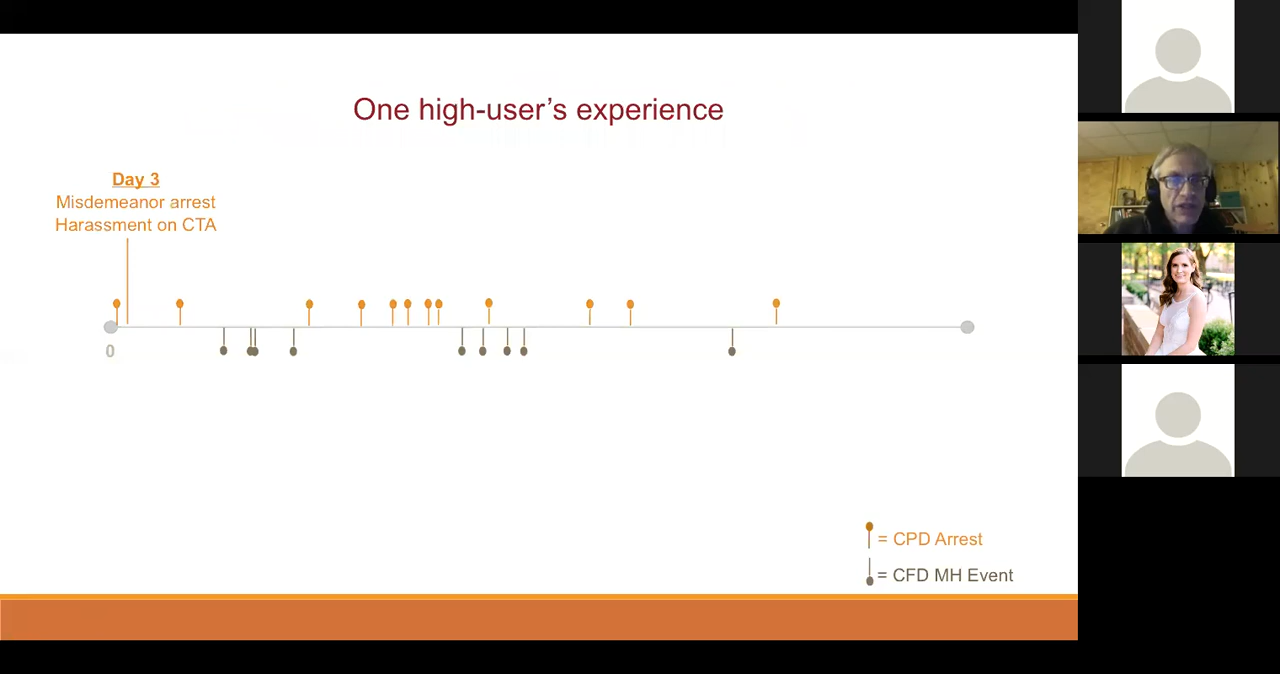 One high-user’s experience
Day 3
Misdemeanor arrest
Harassment on CTA
0
= CPD Arrest
= CFD MH Event